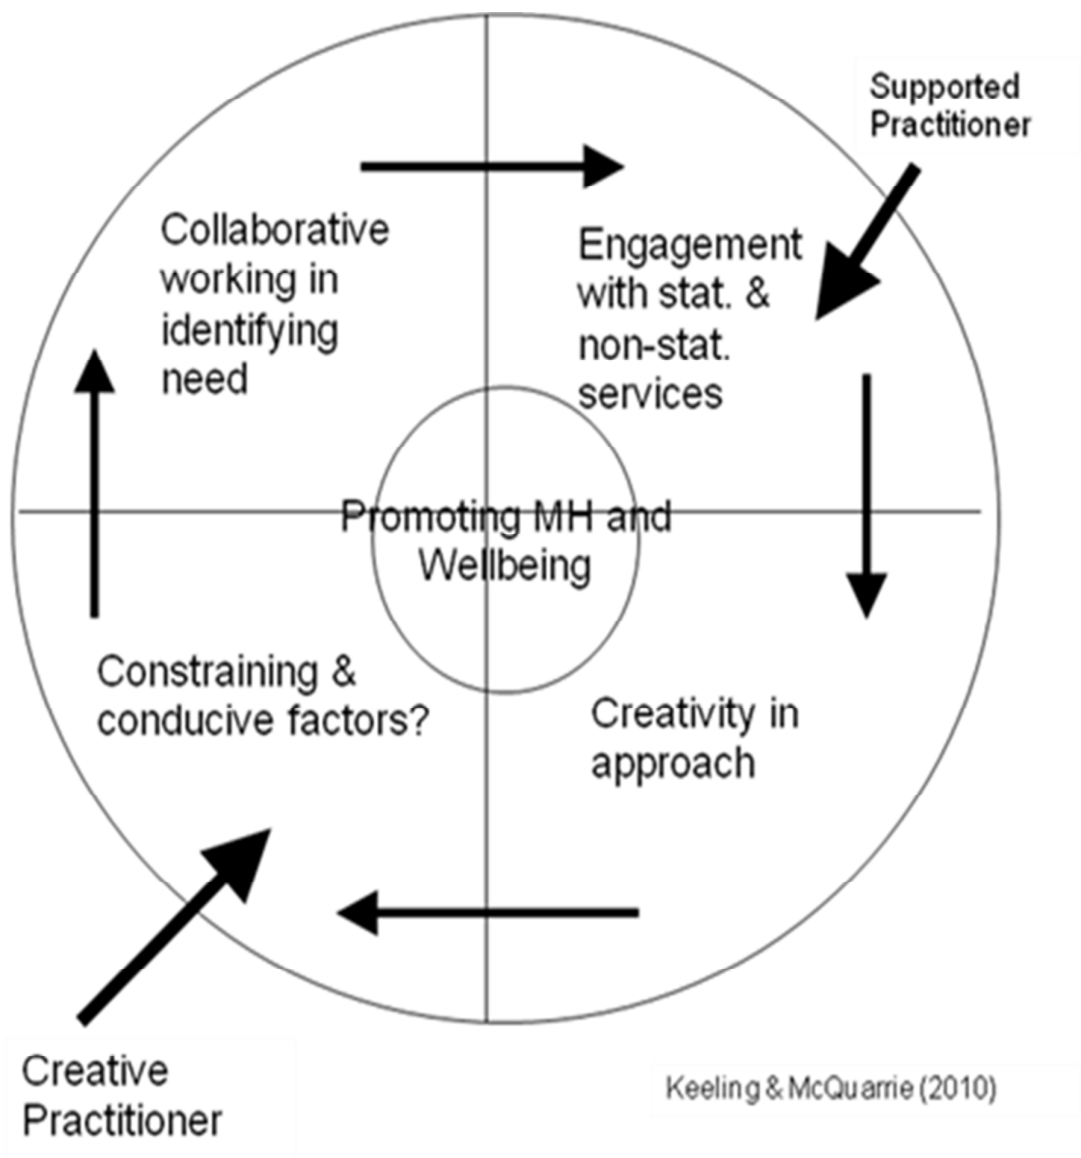 Supported
Practitioner
Collaborative
working in
identifying
need
Engagement
with stat. &
non-stat.
services
Promoting MH and
Wellbeing
Constraining &
conducive factors?
Creativity in
approach
Creative
Practitioner
Keeling & McQuarrie (2010)